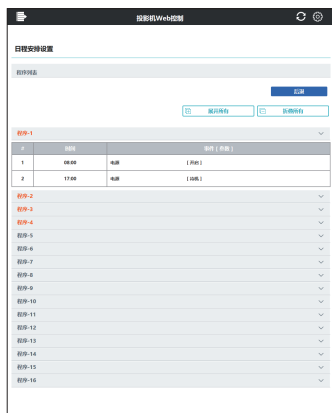 投影机Web控制
日程安排设置
程序列表
后退
展开所有 折叠所有
程序-1
# 时间 事件 [ 参数 ]
1 08:00 电源 [ 开启 ]
2 17:00 电源 [ 待机 ]
程序-2
程序-3
程序-4
程序-5
程序-6
程序-7
程序-8
程序-9
程序-10
程序-11
程序-12
程序-13
程序-14
程序-15
程序-16